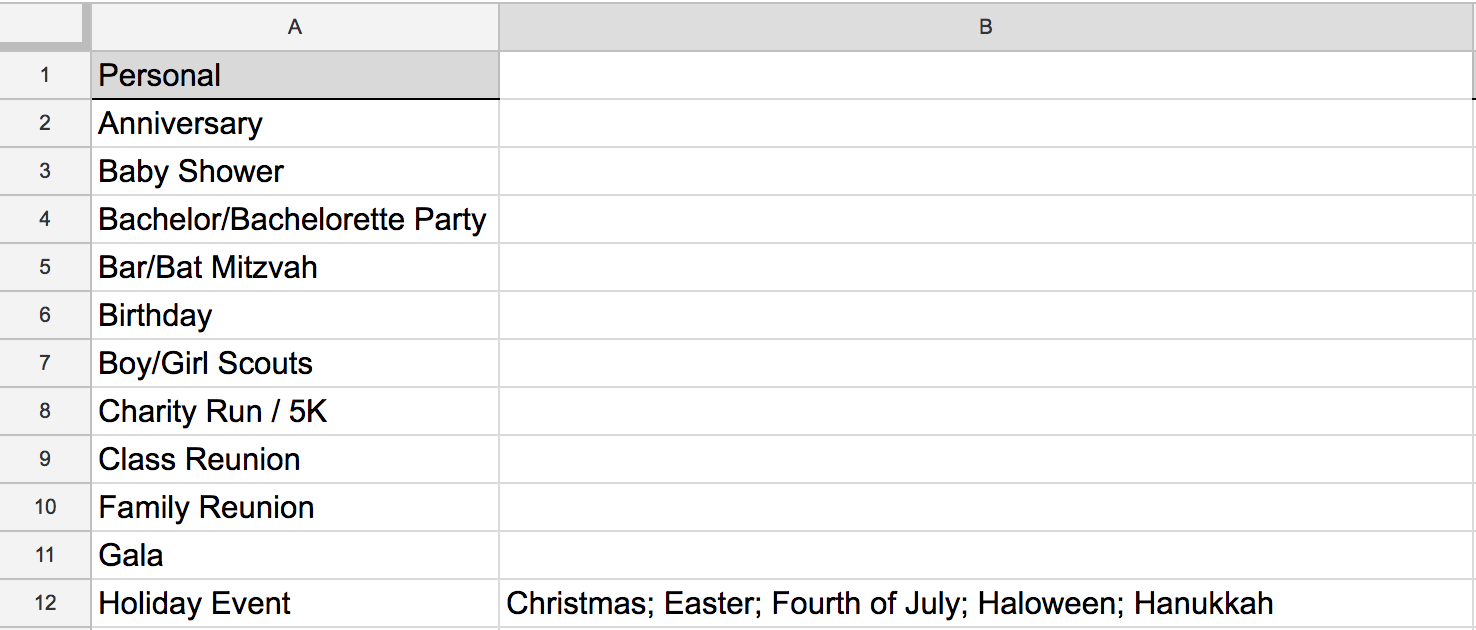 A B
1 Personal
2 Anniversary
3 Baby Shower
4 Bachelor/Bachelorette Party
5 Bar/Bat Mitzvah
6 Birthday
7 Boy/Girl Scouts
8 Charity Run / 5K
9 Class Reunion
10 Family Reunion
11 Gala
12 Holiday Event Christmas; Easter; Fourth of July; Haloween; Hanukkah